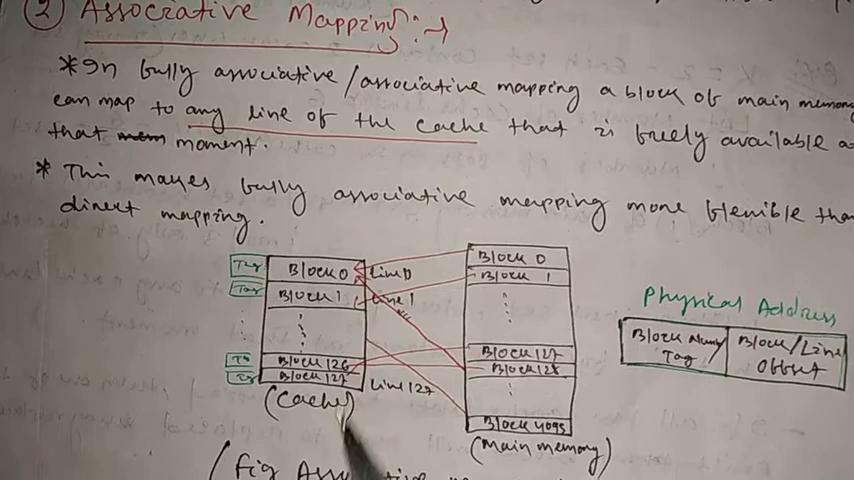 ② Associative Mapping:→
* In fully associative/associative mapping a block of main memory
can map to any line of the cache that is freely available a
that moment.
* This makes fully associative mapping more flexible than
direct mapping.
Tag Block 0 Line 0
Tag Block 1 Line 1
Block 126
Block 127 Line 127
(Cache)
Block 0
Block 1
Block 127
Block 128
Block 4095
(Main memory)
Physical Address
Block Num/ Block/Line
Tag Offset
(Fig Ass